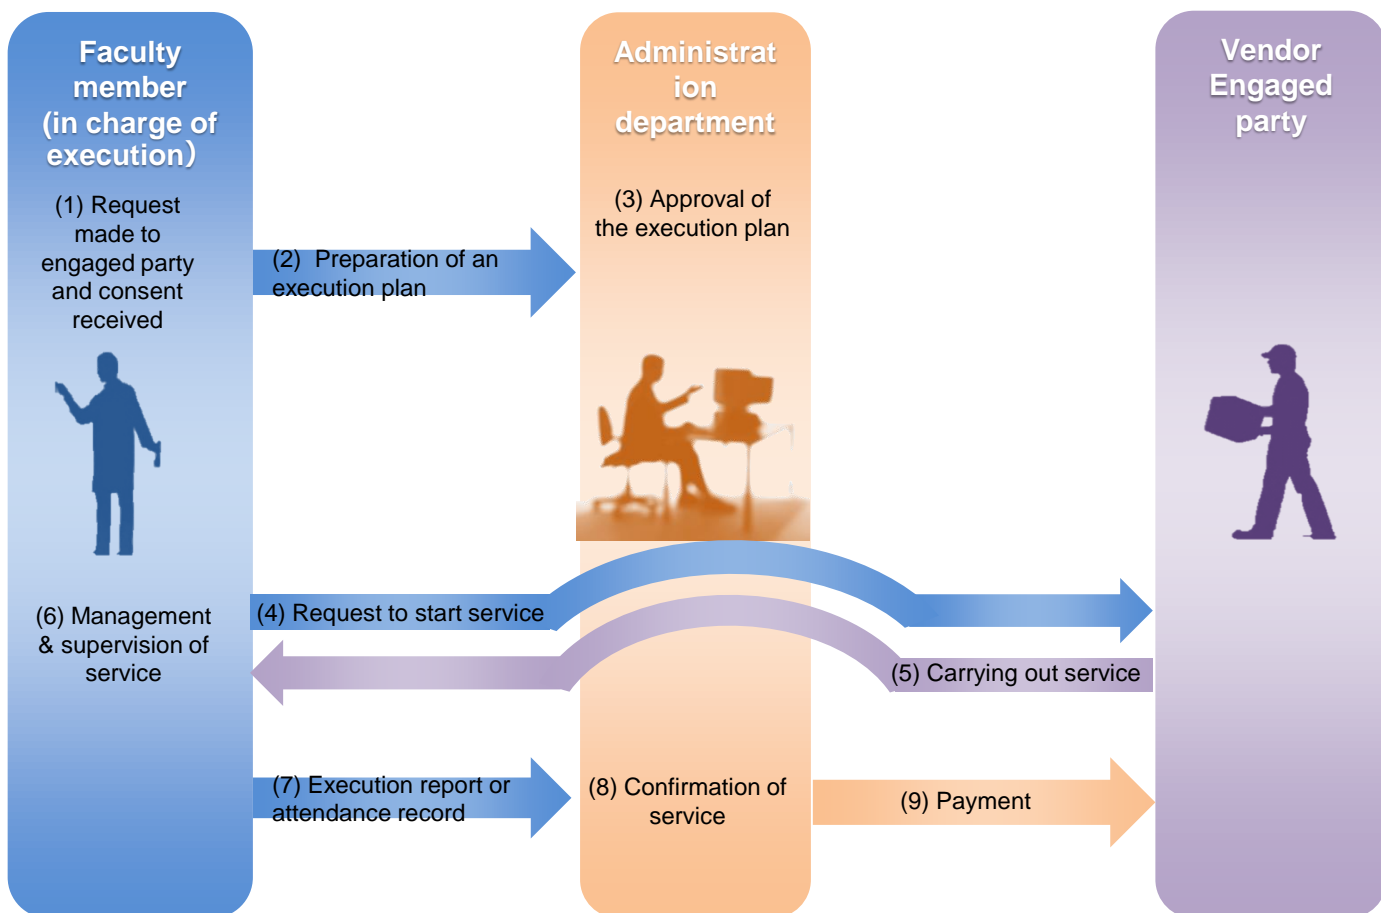 Faculty
member
(in charge of
execution）
Administrat
ion
department
Vendor
Engaged
party
(1) Request
made to
engaged party
and consent
received
(2)  Preparation of an
execution plan
(3) Approval of
the execution plan
(4) Request to start service
(5) Carrying out service
(6) Management
& supervision of
service
(7) Execution report or
attendance record
(8) Confirmation of
service
(9) Payment